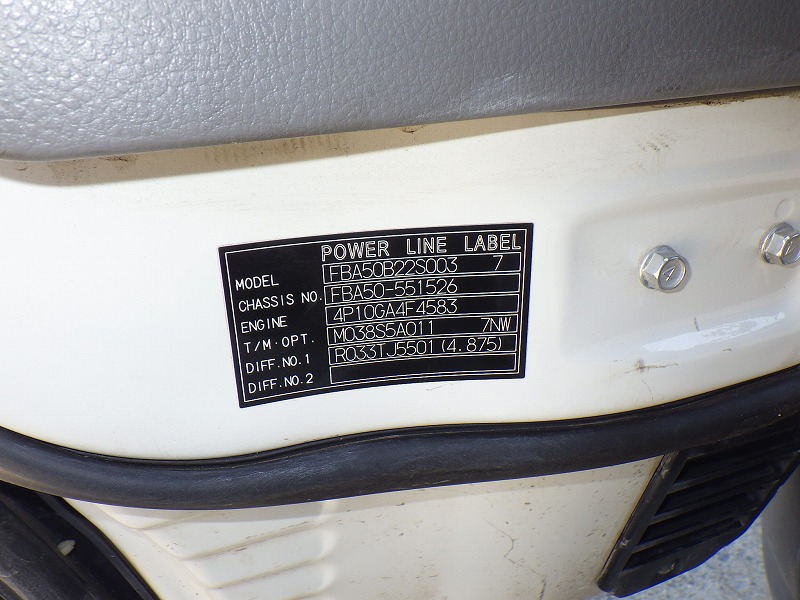 POWER LINE LABEL
MODEL FBA50B22S003 7
CHASSIS NO. FBA50-551526
ENGINE 4P10GA4F4583
T/M·OPT. M038S5A011 7NW
DIFF.NO.1 R033TJ5501(4.875)
DIFF.NO.2